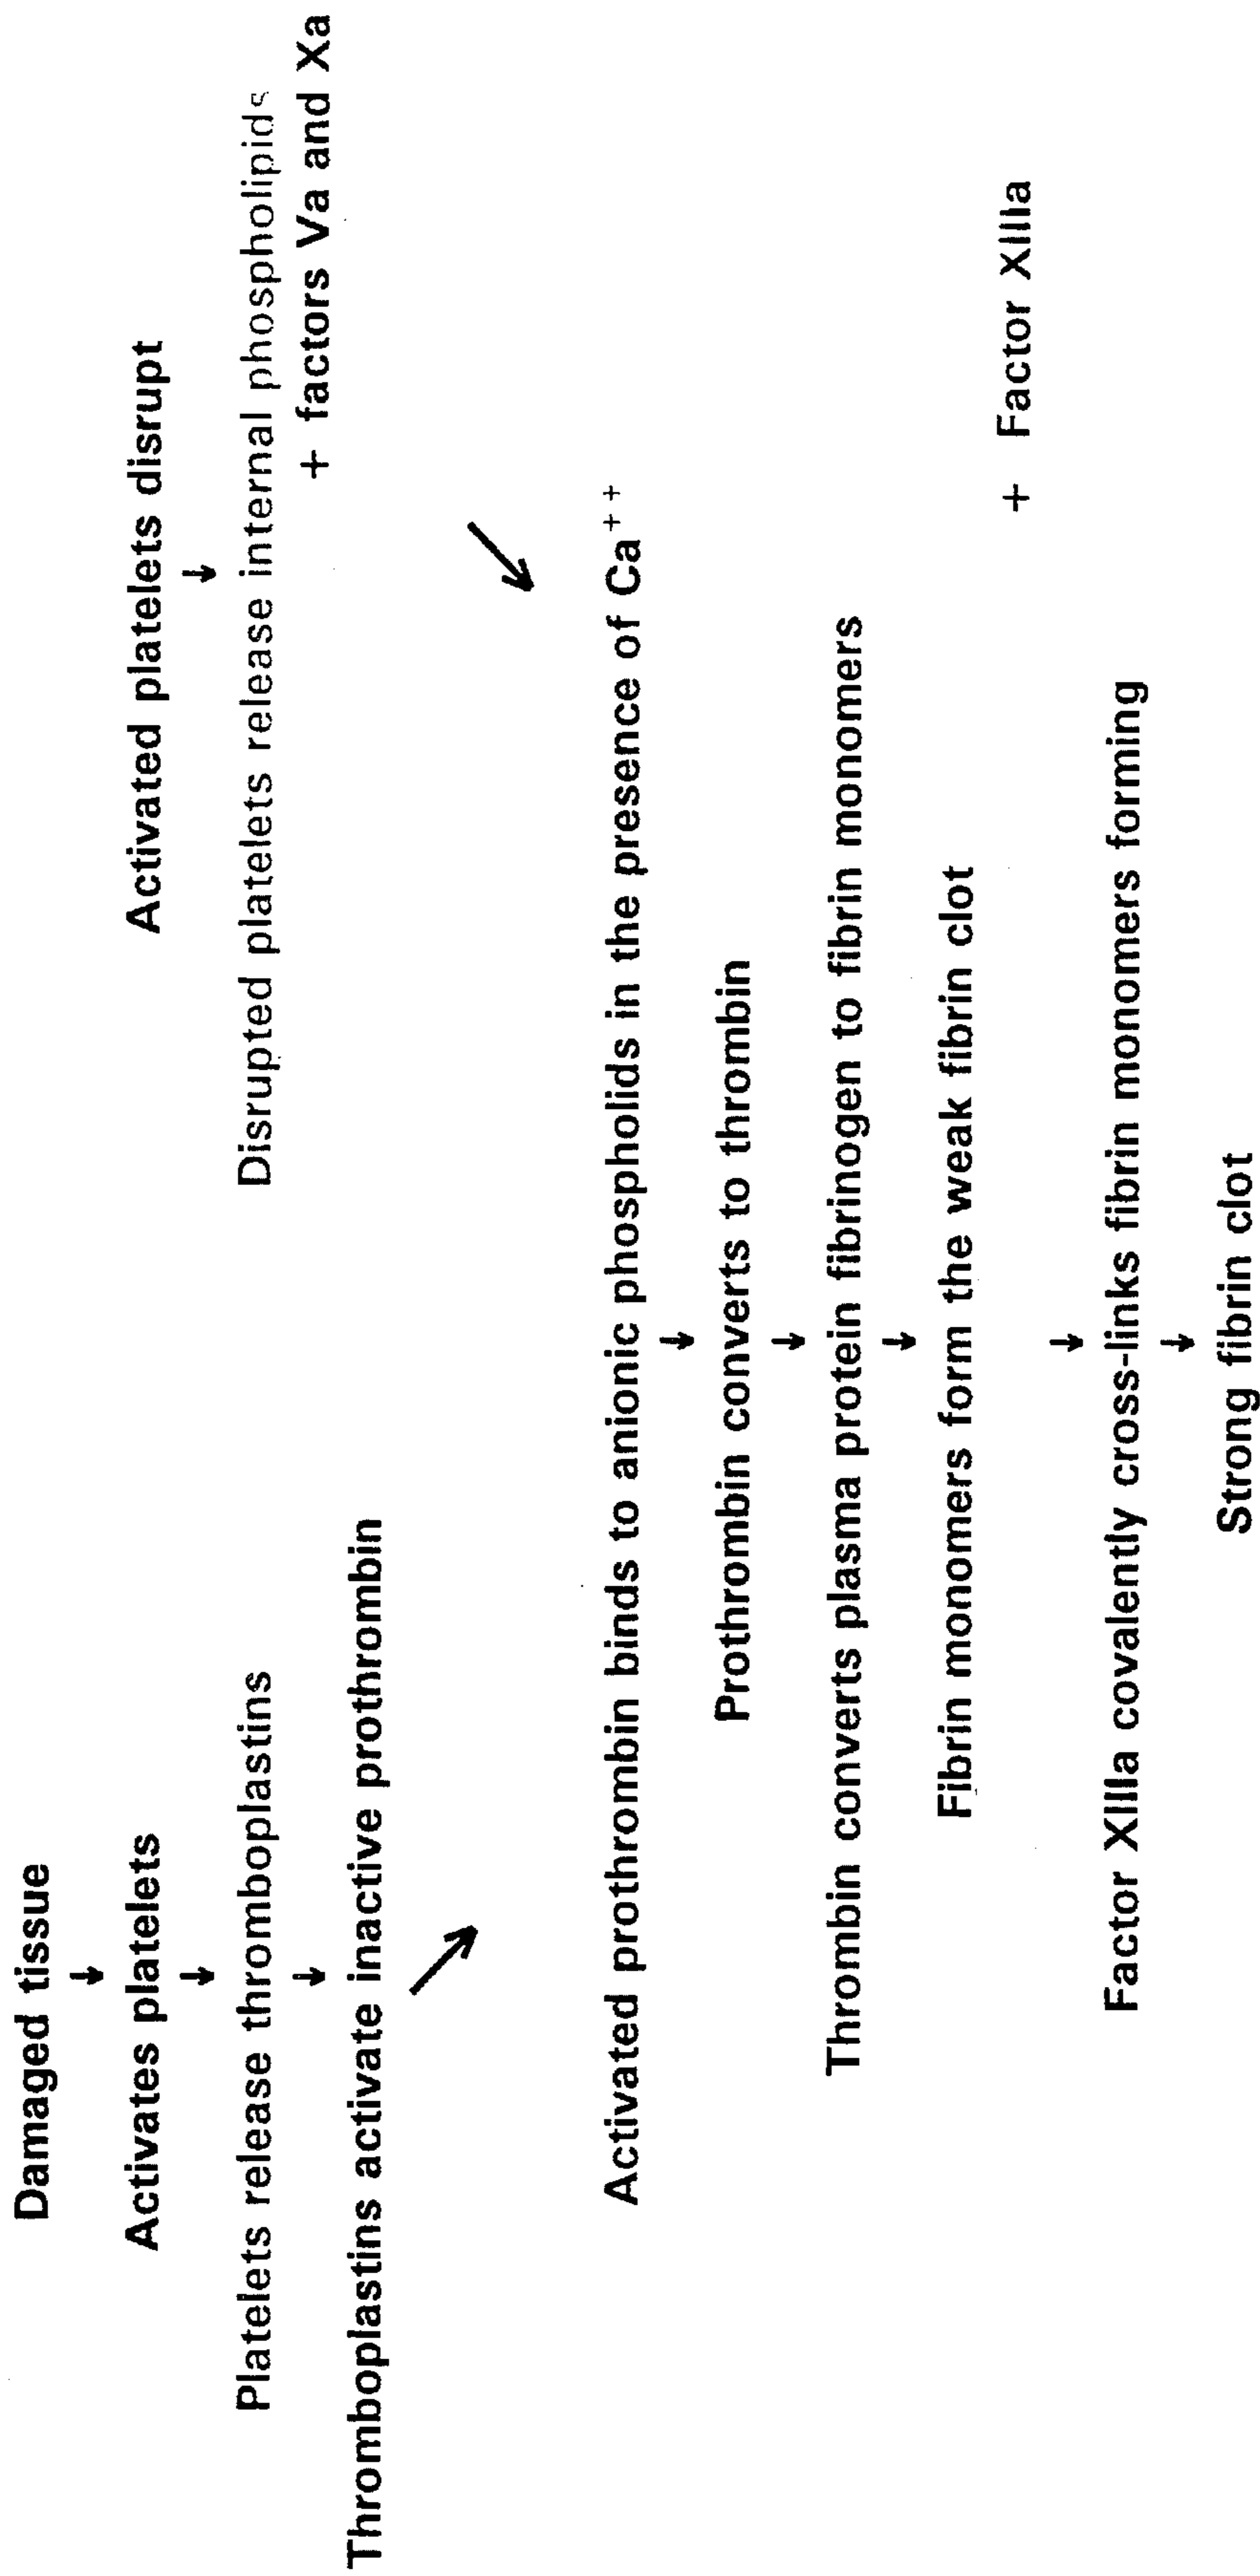 Damaged tissue
Activates platelets
Platelets release thromboplastins
Thromboplastins activate inactive prothrombin
Activated platelets disrupt
Disrupted platelets release internal phospholipids
+ factors Va and Xa
Activated prothrombin binds to anionic phospholids in the presence of Ca⁺⁺
Prothrombin converts to thrombin
Thrombin converts plasma protein fibrinogen to fibrin monomers
Fibrin monomers form the weak fibrin clot
+ Factor XIIIa
Factor XIIIa covalently cross-links fibrin monomers forming
Strong fibrin clot